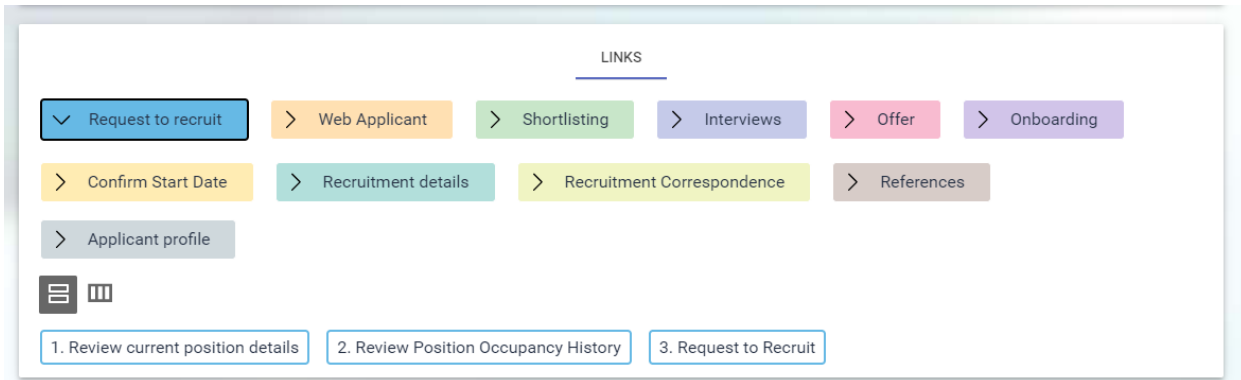 LINKS
Request to recruit
Web Applicant
Shortlisting
Interviews
Offer
Onboarding
Confirm Start Date
Recruitment details
Recruitment Correspondence
References
Applicant profile
1. Review current position details
2. Review Position Occupancy History
3. Request to Recruit